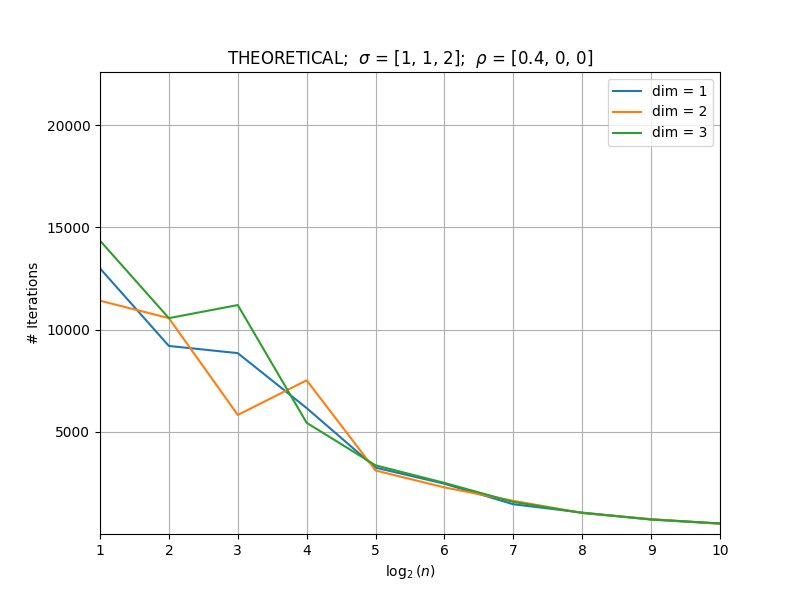 THEORETICAL; σ = [1, 1, 2]; ρ = [0.4, 0, 0]
dim = 1
dim = 2
dim = 3
20000
15000
10000
5000
# Iterations
1 2 3 4 5 6 7 8 9 10
log₂(n)